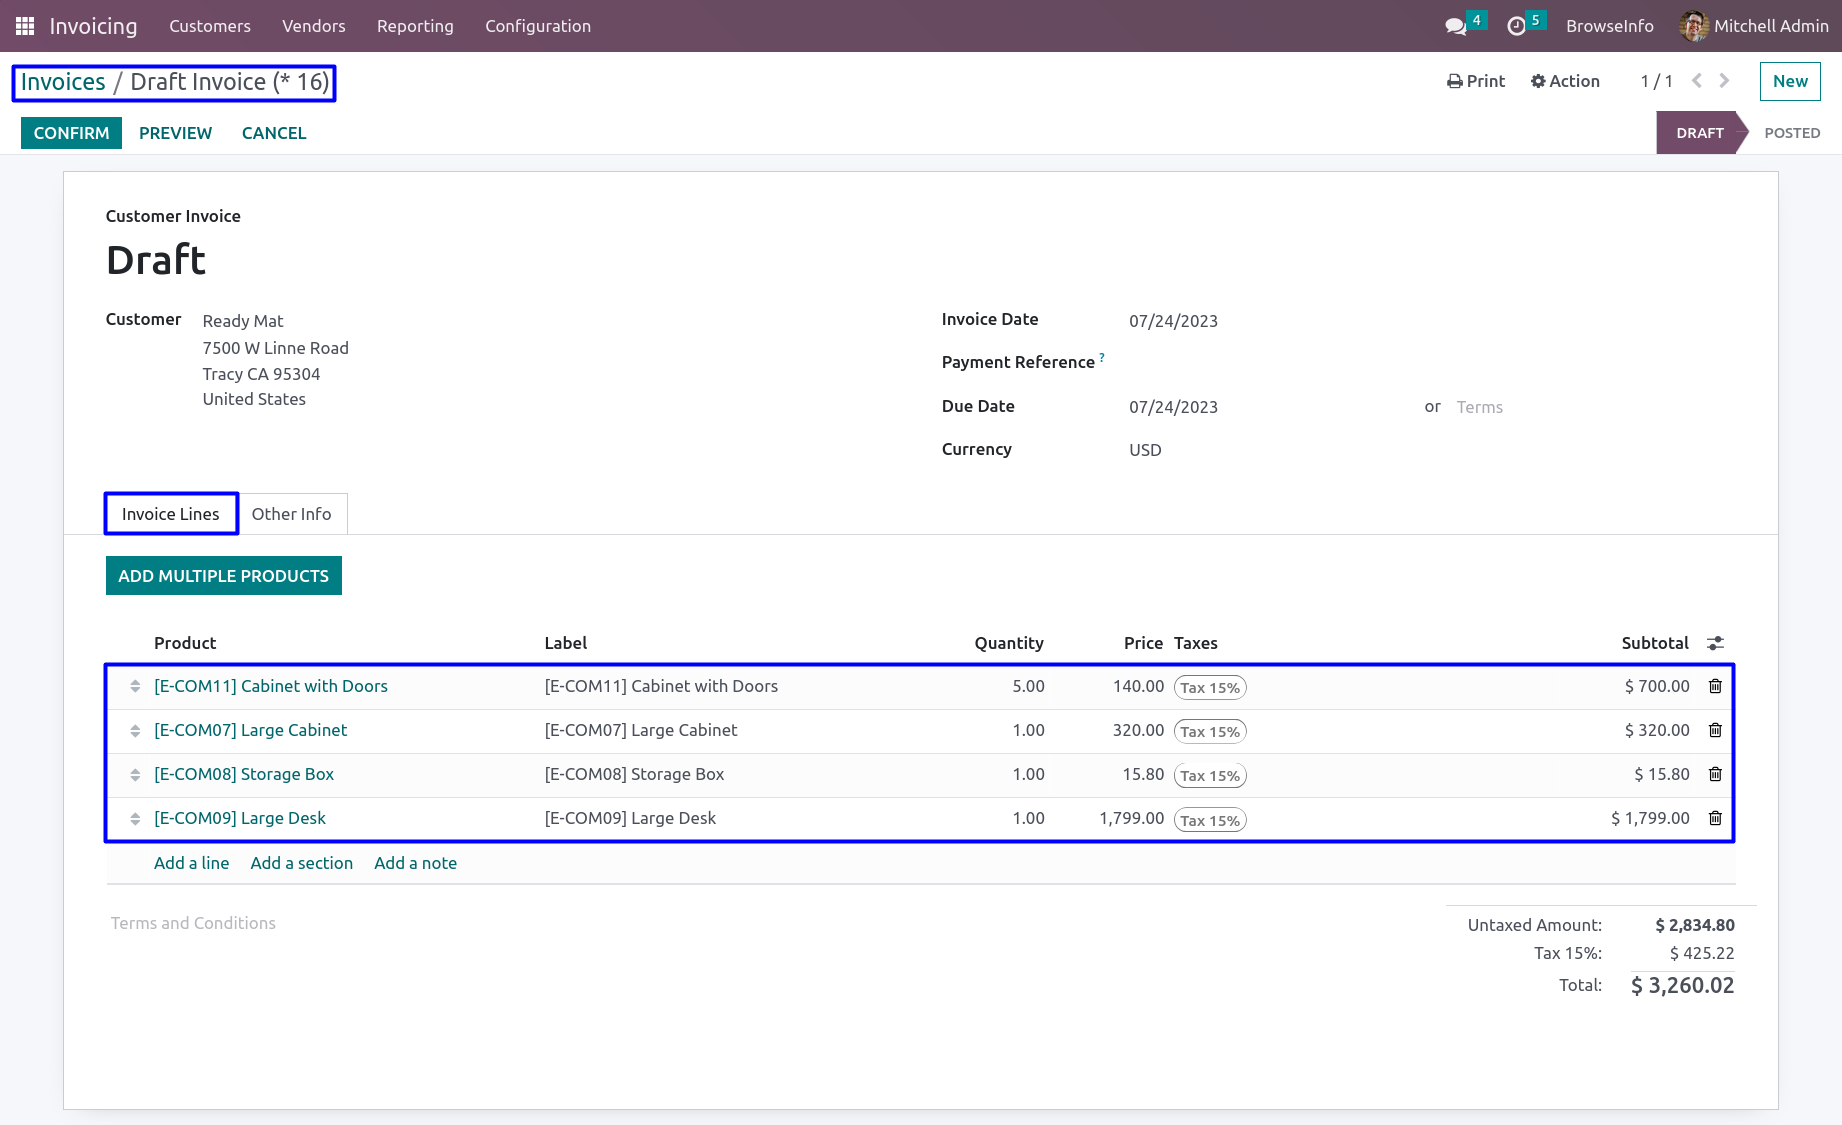 Invoicing Customers Vendors Reporting Configuration 4 5 BrowseInfo Mitchell Admin
Invoices / Draft Invoice (* 16) Print Action 1 / 1 New
CONFIRM PREVIEW CANCEL DRAFT POSTED
Customer Invoice
Draft
Customer Ready Mat Invoice Date 07/24/2023
7500 W Linne Road
Payment Reference ?
Tracy CA 95304
United States Due Date 07/24/2023 or Terms
Currency USD
Invoice Lines Other Info
ADD MULTIPLE PRODUCTS
Product Label Quantity Price Taxes Subtotal
[E-COM11] Cabinet with Doors [E-COM11] Cabinet with Doors 5.00 140.00 Tax 15% $ 700.00
[E-COM07] Large Cabinet [E-COM07] Large Cabinet 1.00 320.00 Tax 15% $ 320.00
[E-COM08] Storage Box [E-COM08] Storage Box 1.00 15.80 Tax 15% $ 15.80
[E-COM09] Large Desk [E-COM09] Large Desk 1.00 1,799.00 Tax 15% $ 1,799.00
Add a line Add a section Add a note
Terms and Conditions Untaxed Amount: $ 2,834.80
Tax 15%: $ 425.22
Total: $ 3,260.02